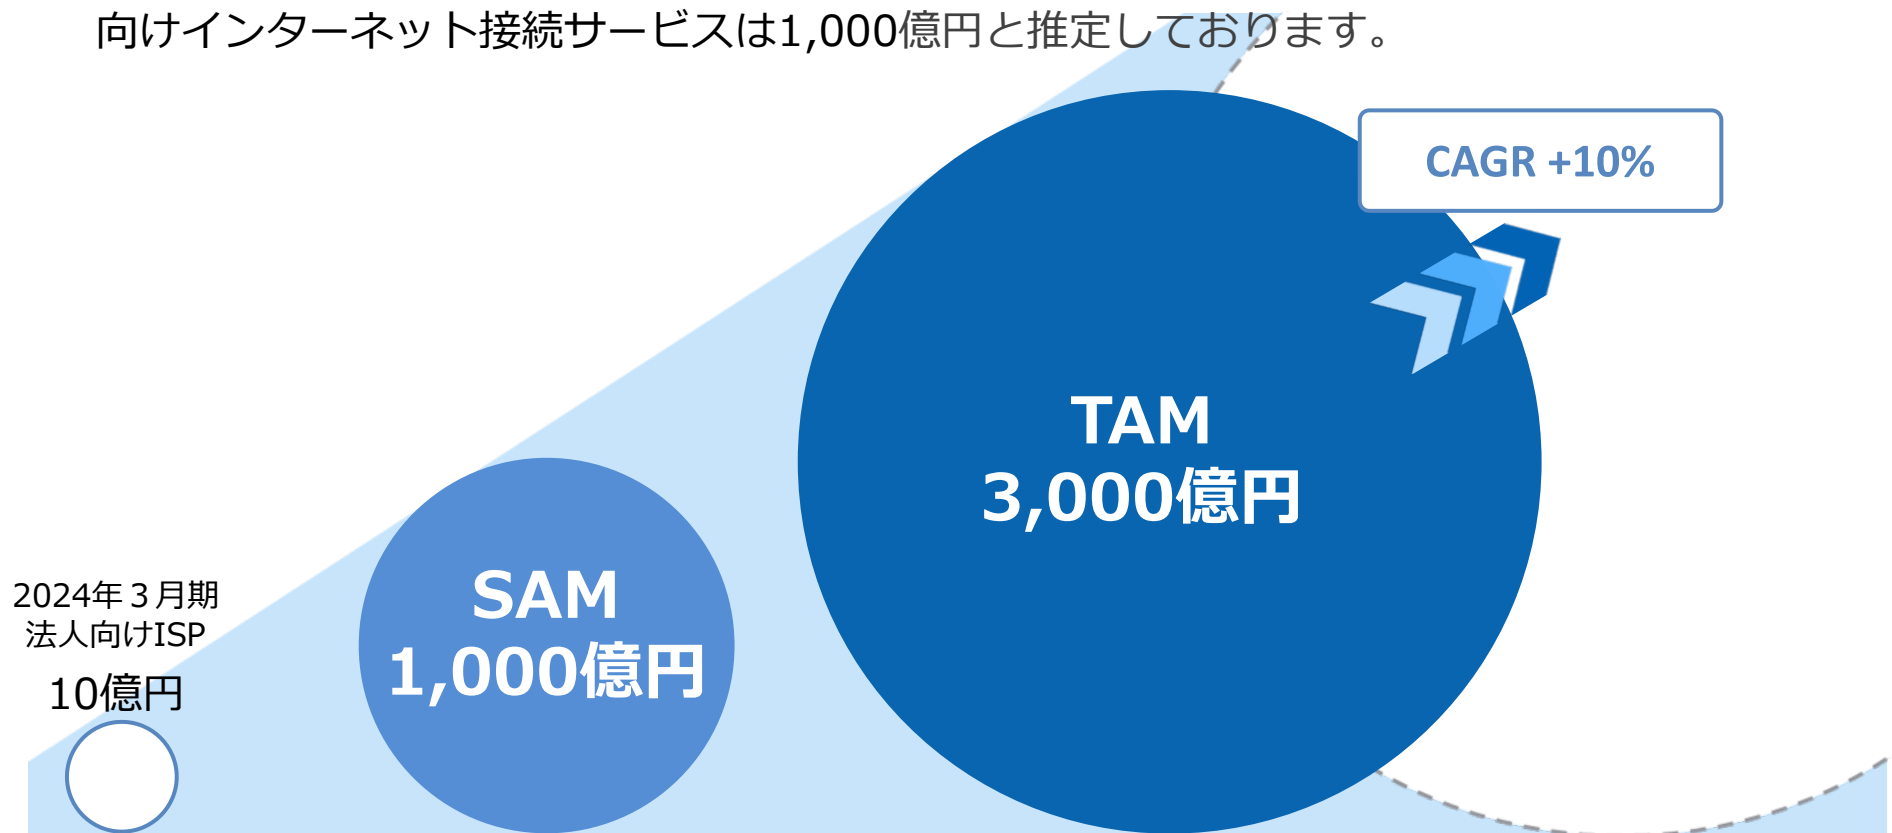 向けインターネット接続サービスは1,000億円と推定しております。
CAGR +10%
TAM
3,000億円
SAM
1,000億円
2024年３月期
法人向けISP
10億円